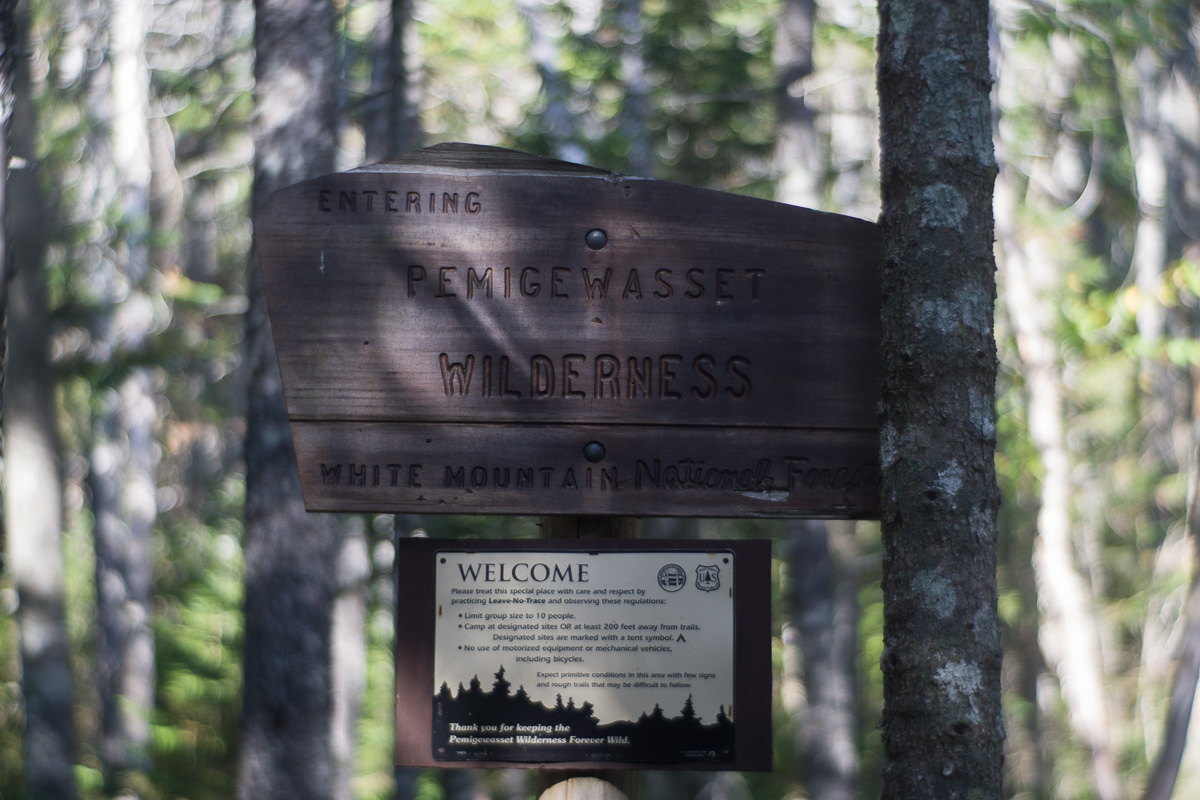 ENTERING
PEMIGEWASSET
WILDERNESS
WHITE MOUNTAIN National Fores
WELCOME
Please treat this special place with care and respect by
practicing Leave-No-Trace and observing these regulations:
• Limit group size to 10 people.
• Camp at designated sites OR at least 200 feet away from trails.
Designated sites are marked with a tent symbol.
• No use of motorized equipment or mechanical vehicles,
including bicycles.
Expect primitive conditions in this area with few signs
and rough trails that may be difficult to follow.
Thank you for keeping the
Pemigewasset Wilderness Forever Wild.